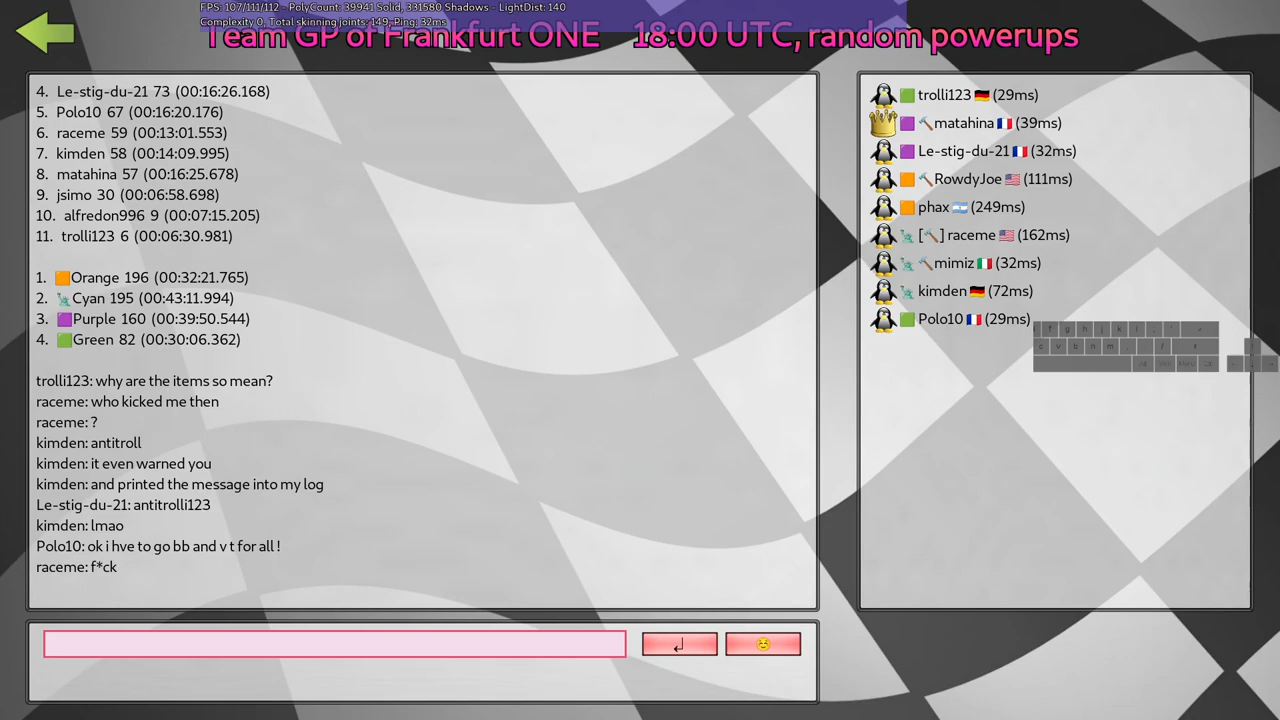 FPS: 107/111/112 - PolyCount: 39941 Solid, 331580 Shadows - LightDist: 140
Complexity 0, Total skinning joints: 149, Ping: 32ms
Team GP of Frankfurt ONE 18:00 UTC, random powerups
4. Le-stig-du-21 73 (00:16:26.168)
5. Polo10 67 (00:16:20.176)
6. raceme 59 (00:13:01.553)
7. kimden 58 (00:14:09.995)
8. matahina 57 (00:16:25.678)
9. jsimo 30 (00:06:58.698)
10. alfredon996 9 (00:07:15.205)
11. trolli123 6 (00:06:30.981)
1. 🟧Orange 196 (00:32:21.765)
2. 🗽Cyan 195 (00:43:11.994)
3. 🟪Purple 160 (00:39:50.544)
4. 🟩Green 82 (00:30:06.362)
trolli123: why are the items so mean?
raceme: who kicked me then
raceme: ?
kimden: antitroll
kimden: it even warned you
kimden: and printed the message into my log
Le-stig-du-21: antitrolli123
kimden: lmao
Polo10: ok i hve to go bb and v t for all !
raceme: f*ck
🟩 trolli123 🇩🇪 (29ms)
🟪 🔨matahina 🇫🇷 (39ms)
🟪 Le-stig-du-21 🇫🇷 (32ms)
🟧 🔨RowdyJoe 🇺🇸 (111ms)
🟧 phax 🇦🇷 (249ms)
🗽 [🔨] raceme 🇺🇸 (162ms)
🗽 🔨mimiz 🇮🇹 (32ms)
🗽 kimden 🇩🇪 (72ms)
🟩 Polo10 🇫🇷 (29ms)
f g h j k l ; '
c v b n m , . /